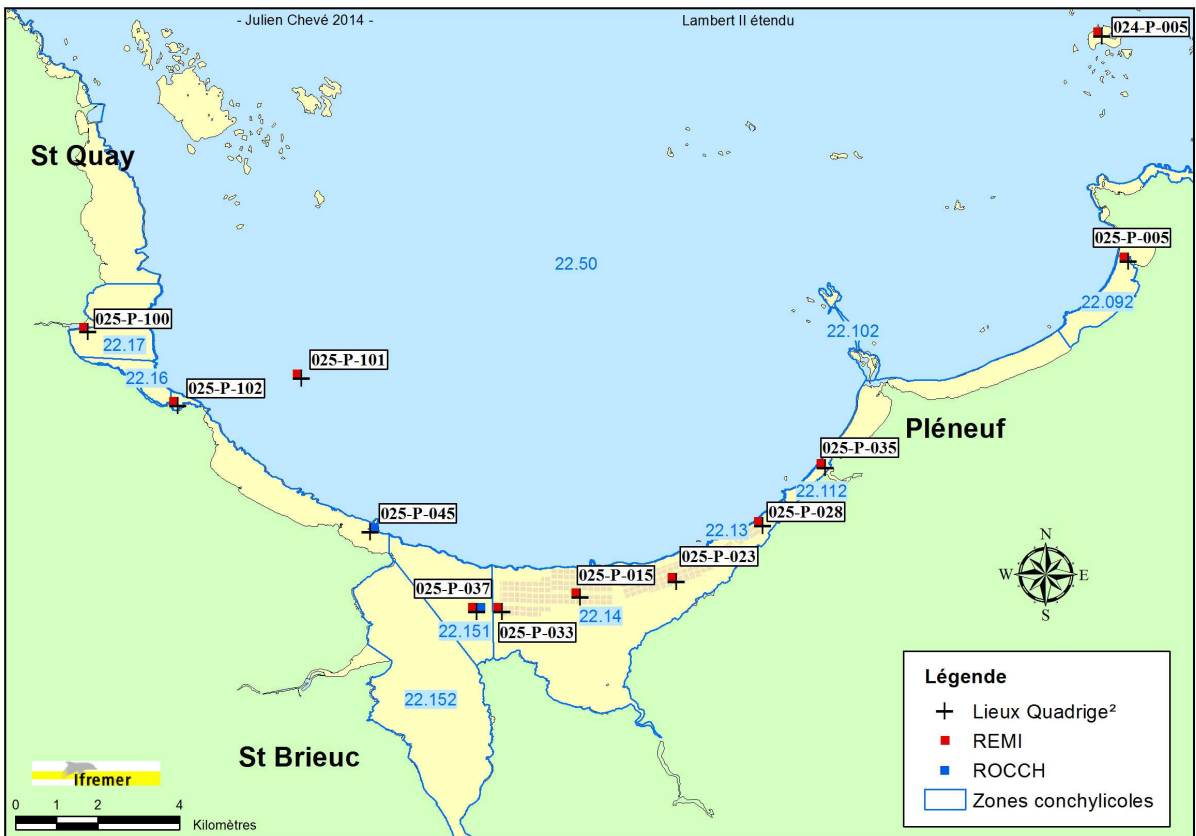 - Julien Chevé 2014 -
Lambert II étendu
024-P-005
St Quay
025-P-005
22.50
22.092
025-P-100
22.17
22.102
025-P-101
22.16
025-P-102
Pléneuf
025-P-035
22.112
025-P-045
025-P-028
22.13
025-P-023
025-P-015
025-P-037
22.14
22.151
025-P-033
22.152
St Brieuc
N
W
E
S
Légende
Lieux Quadrige²
REMI
ROCCH
Zones conchylicoles
Ifremer
0 1 2 4
Kilomètres